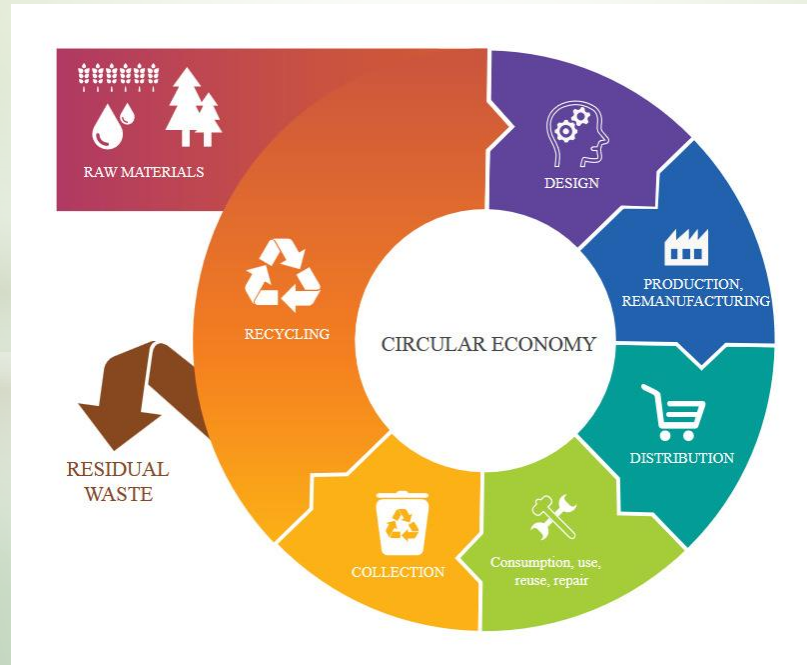 RAW MATERIALS
DESIGN
PRODUCTION,
REMANUFACTURING
RECYCLING
CIRCULAR ECONOMY
DISTRIBUTION
RESIDUAL
WASTE
COLLECTION
Consumption, use,
reuse, repair